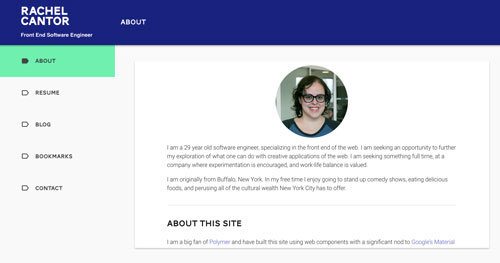 RACHEL
CANTOR
Front End Software Engineer
ABOUT
ABOUT
RESUME
BLOG
BOOKMARKS
CONTACT
I am a 29 year old software engineer, specializing in the front end of the web. I am seeking an opportunity to further
my exploration of what one can do with creative applications of the web. I am seeking something full time, at a
company where experimentation is encouraged, and work-life balance is valued.
I am originally from Buffalo, New York. In my free time I enjoy going to stand up comedy shows, eating delicious
foods, and perusing all of the cultural wealth New York City has to offer.
ABOUT THIS SITE
I am a big fan of Polymer and have built this site using web components with a significant nod to Google's Material